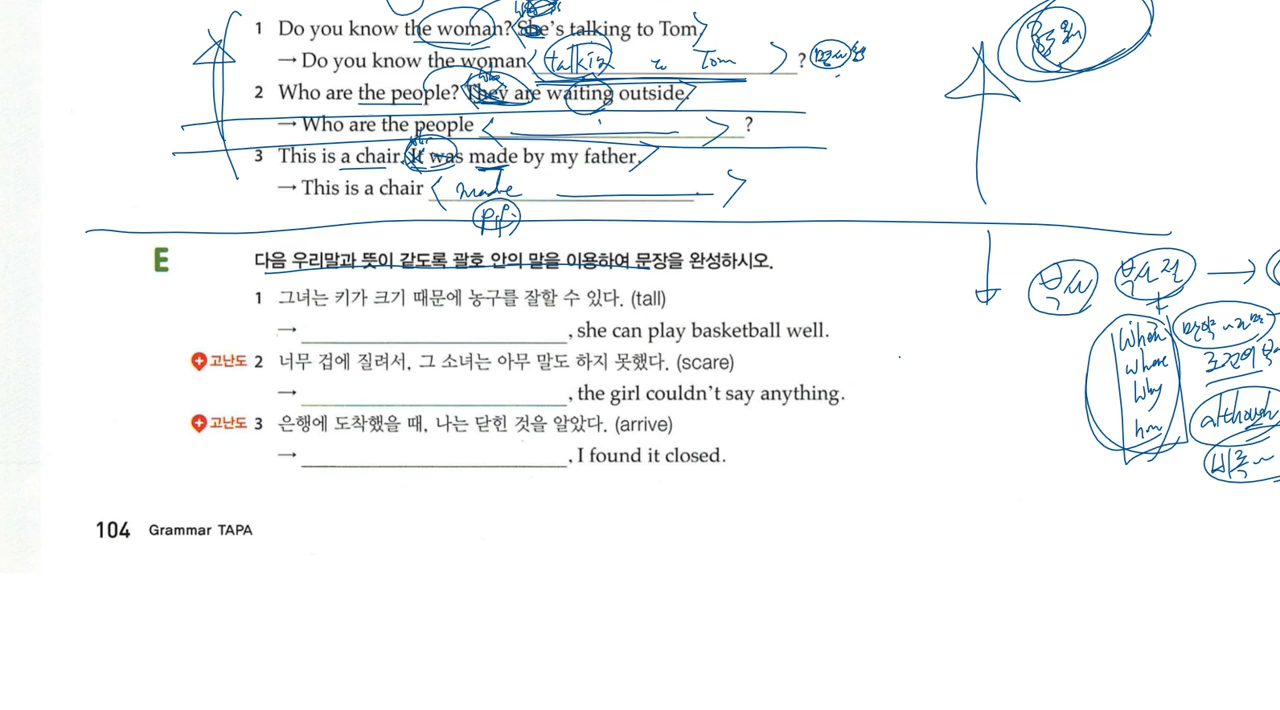 1 Do you know the woman? She's talking to Tom
→ Do you know the woman talking to Tom ?
2 Who are the people? They are waiting outside.
→ Who are the people ?
3 This is a chair. It was made by my father.
→ This is a chair made
p.p.
E 다음 우리말과 뜻이 같도록 괄호 안의 말을 이용하여 문장을 완성하시오.
1 그녀는 키가 크기 때문에 농구를 잘할 수 있다. (tall)
→ , she can play basketball well.
고난도 2 너무 겁에 질려서, 그 소녀는 아무 말도 하지 못했다. (scare)
→ , the girl couldn't say anything.
고난도 3 은행에 도착했을 때, 나는 닫힌 것을 알았다. (arrive)
→ , I found it closed.
부사 부사절 →
when
where
why
how
although
비록~
104 Grammar TAPA